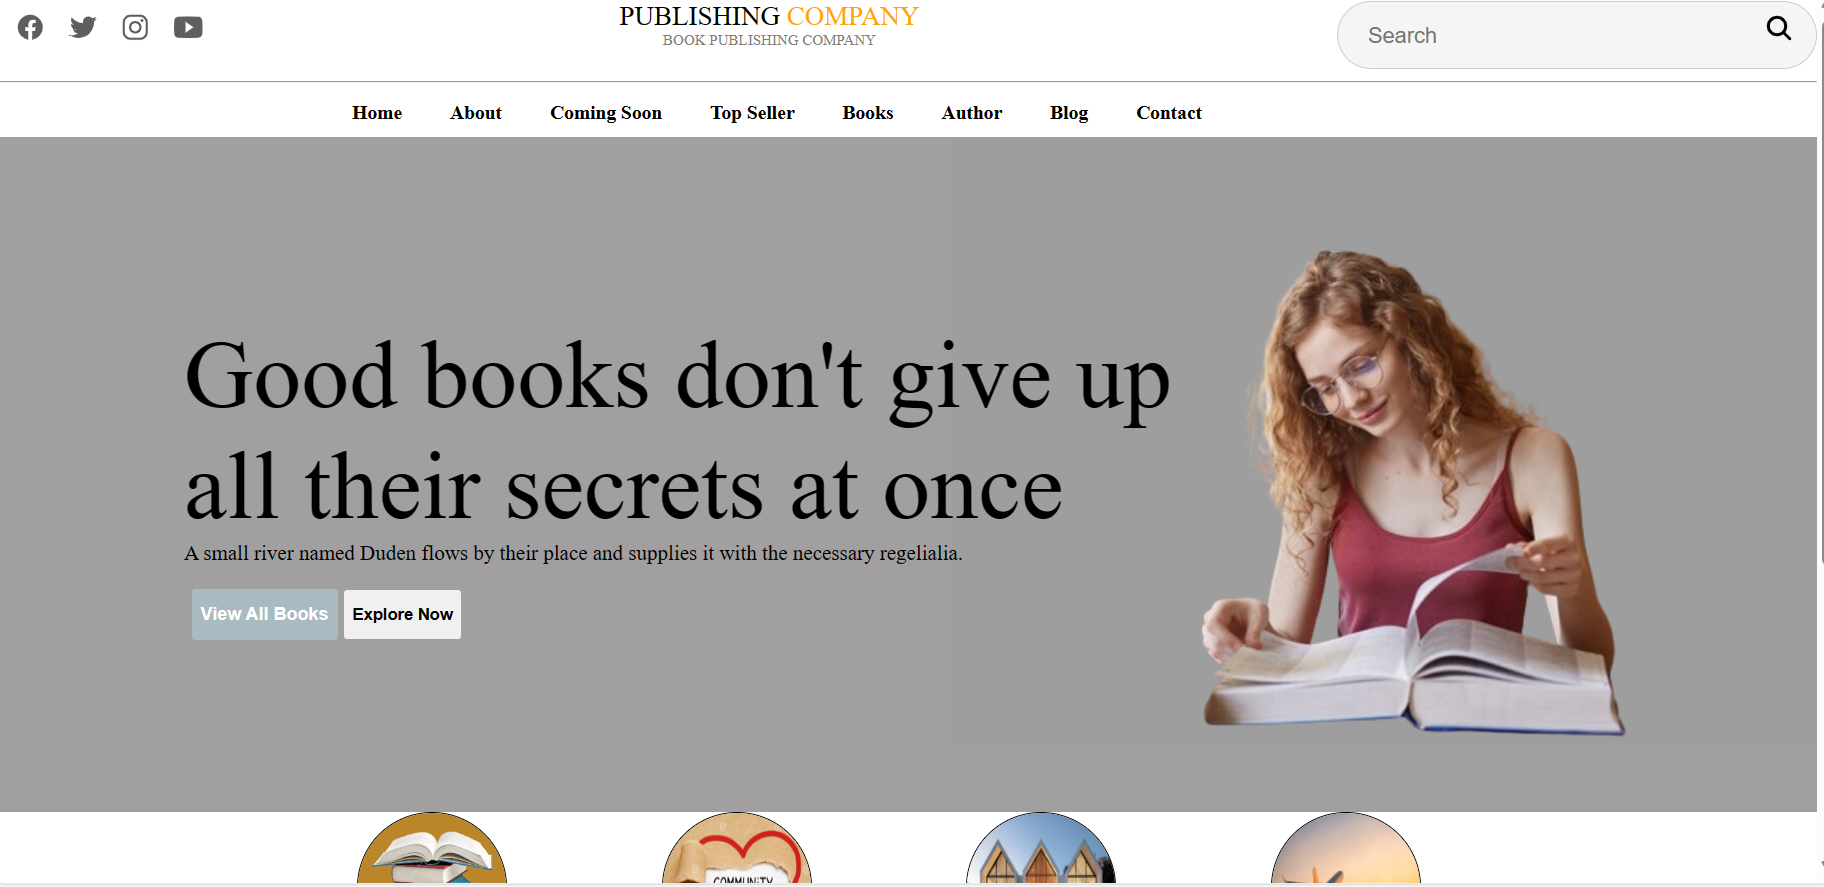 PUBLISHING COMPANY
BOOK PUBLISHING COMPANY
Search
Home About Coming Soon Top Seller Books Author Blog Contact
Good books don't give up
all their secrets at once
A small river named Duden flows by their place and supplies it with the necessary regelialia.
View All Books Explore Now
COMMUNITY